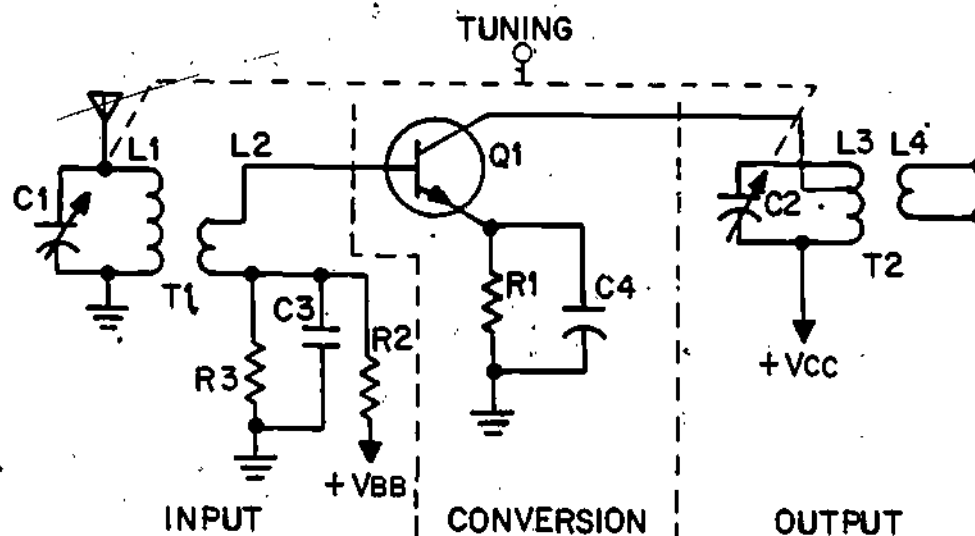 TUNING
L1
L2
Q1
L3
L4
C1
C2
T1
C3
R2
R1
C4
T2
R3
+VCC
+VBB
INPUT
CONVERSION
OUTPUT